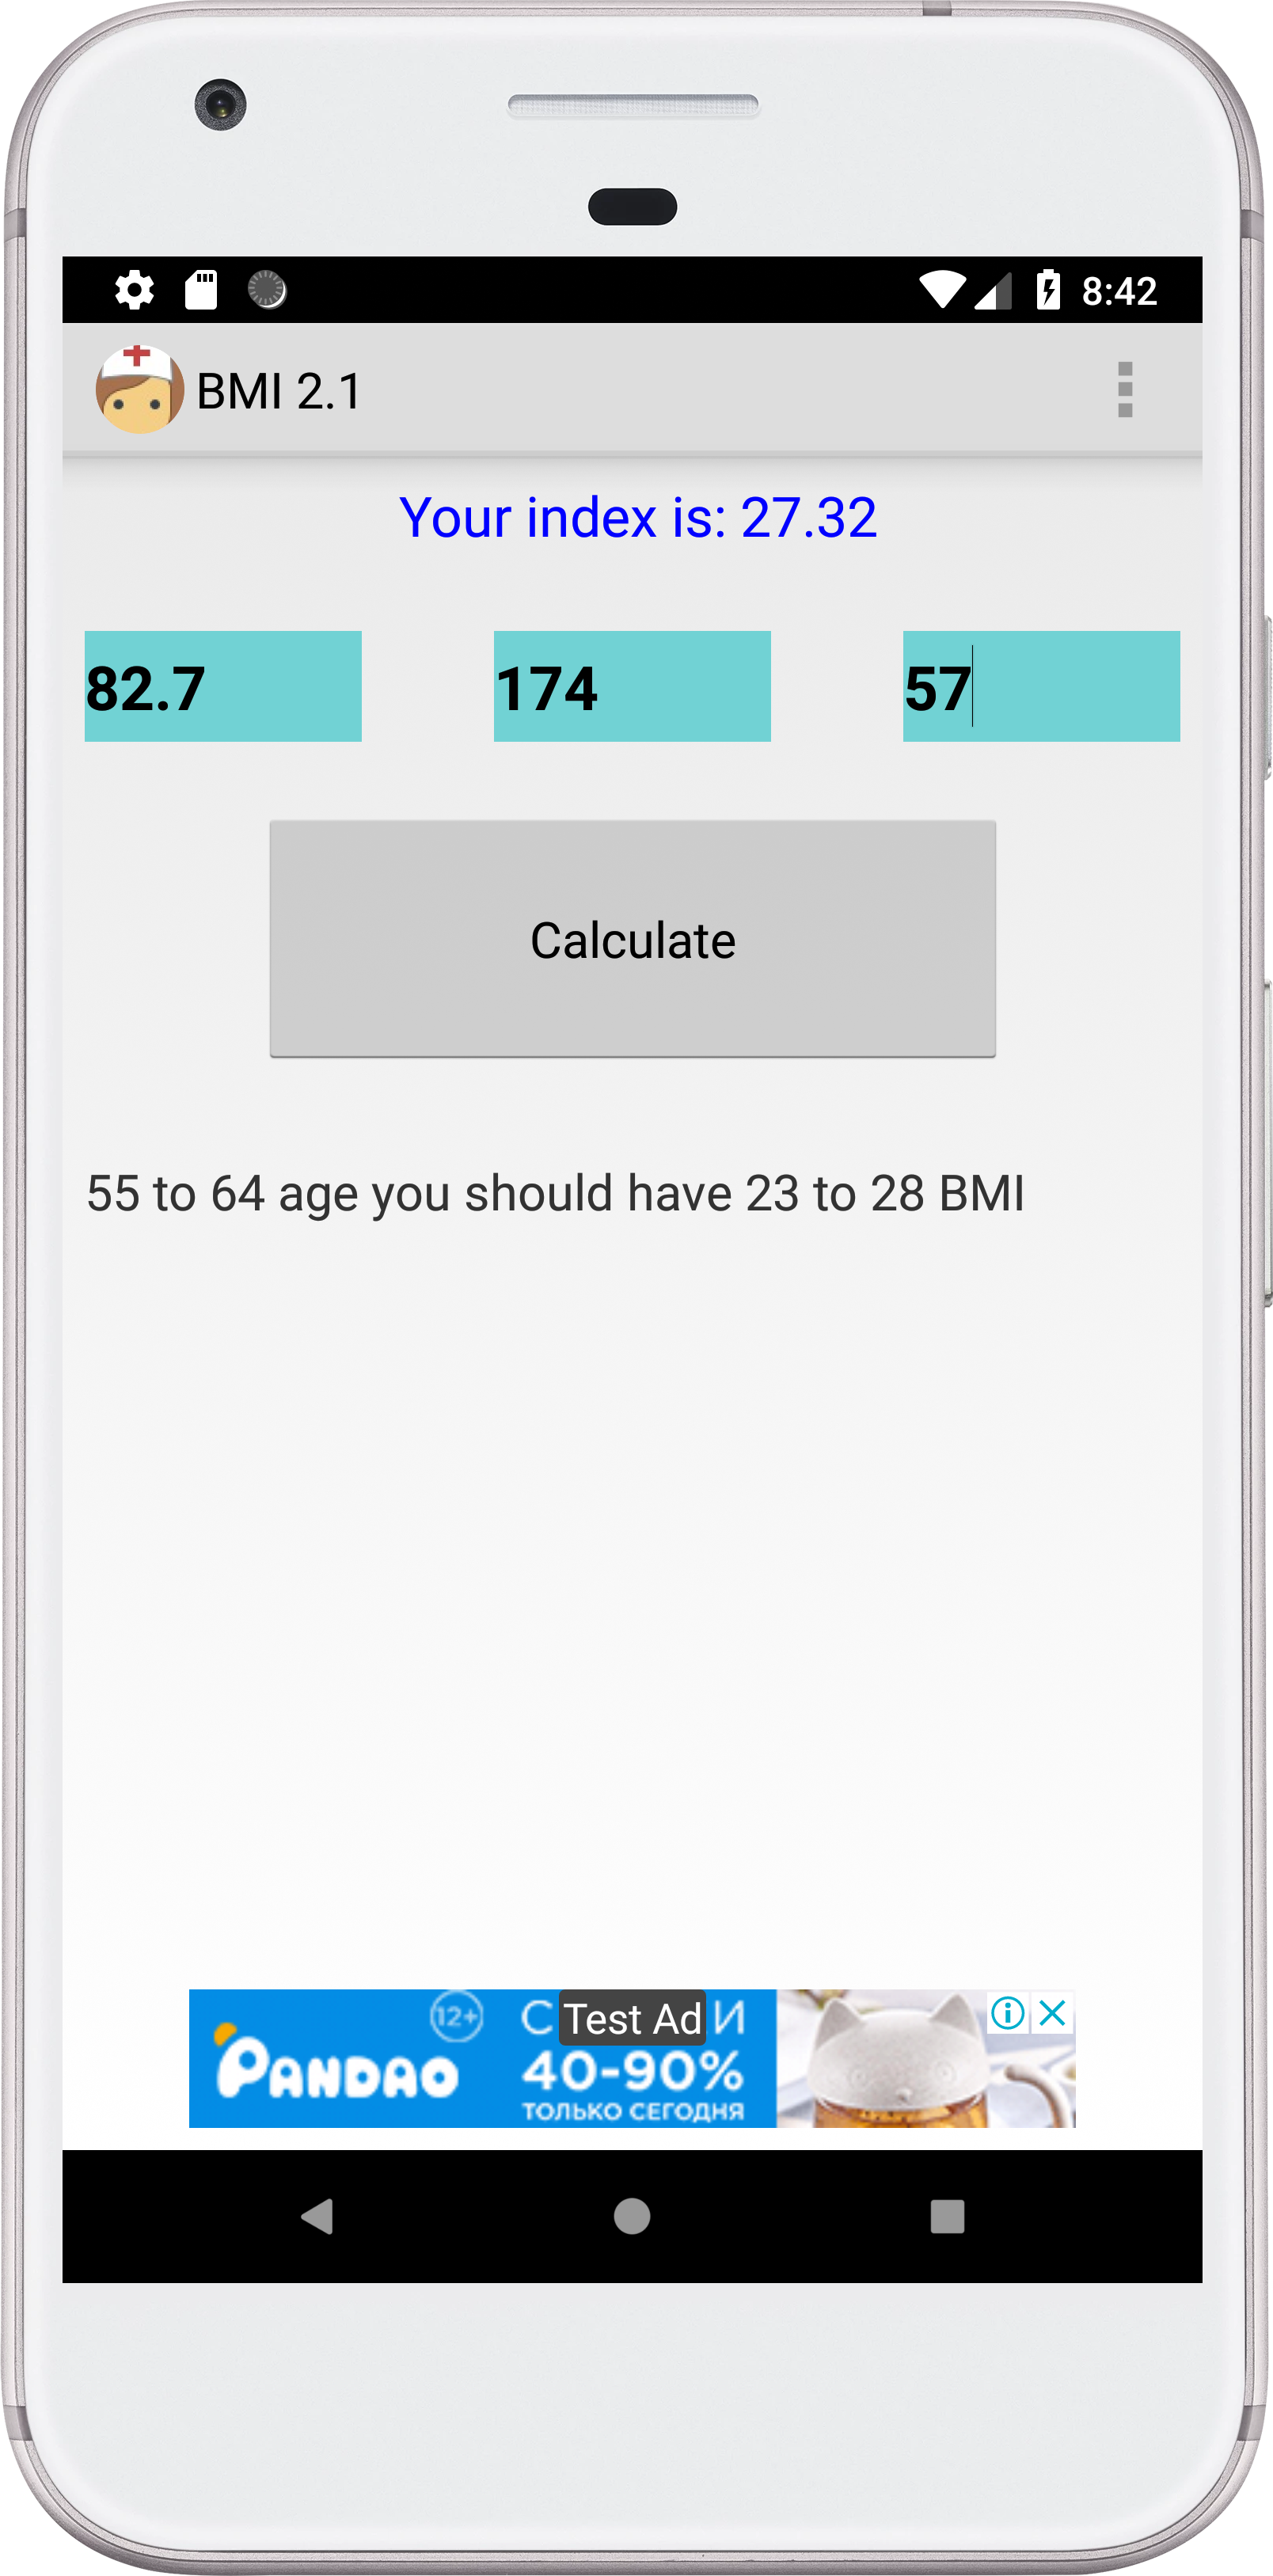 8:42
BMI 2.1
Your index is: 27.32
82.7 174 57
Calculate
55 to 64 age you should have 23 to 28 BMI
12+
Test Ad
PANDAO
40-90%
ТОЛЬКО СЕГОДНЯ